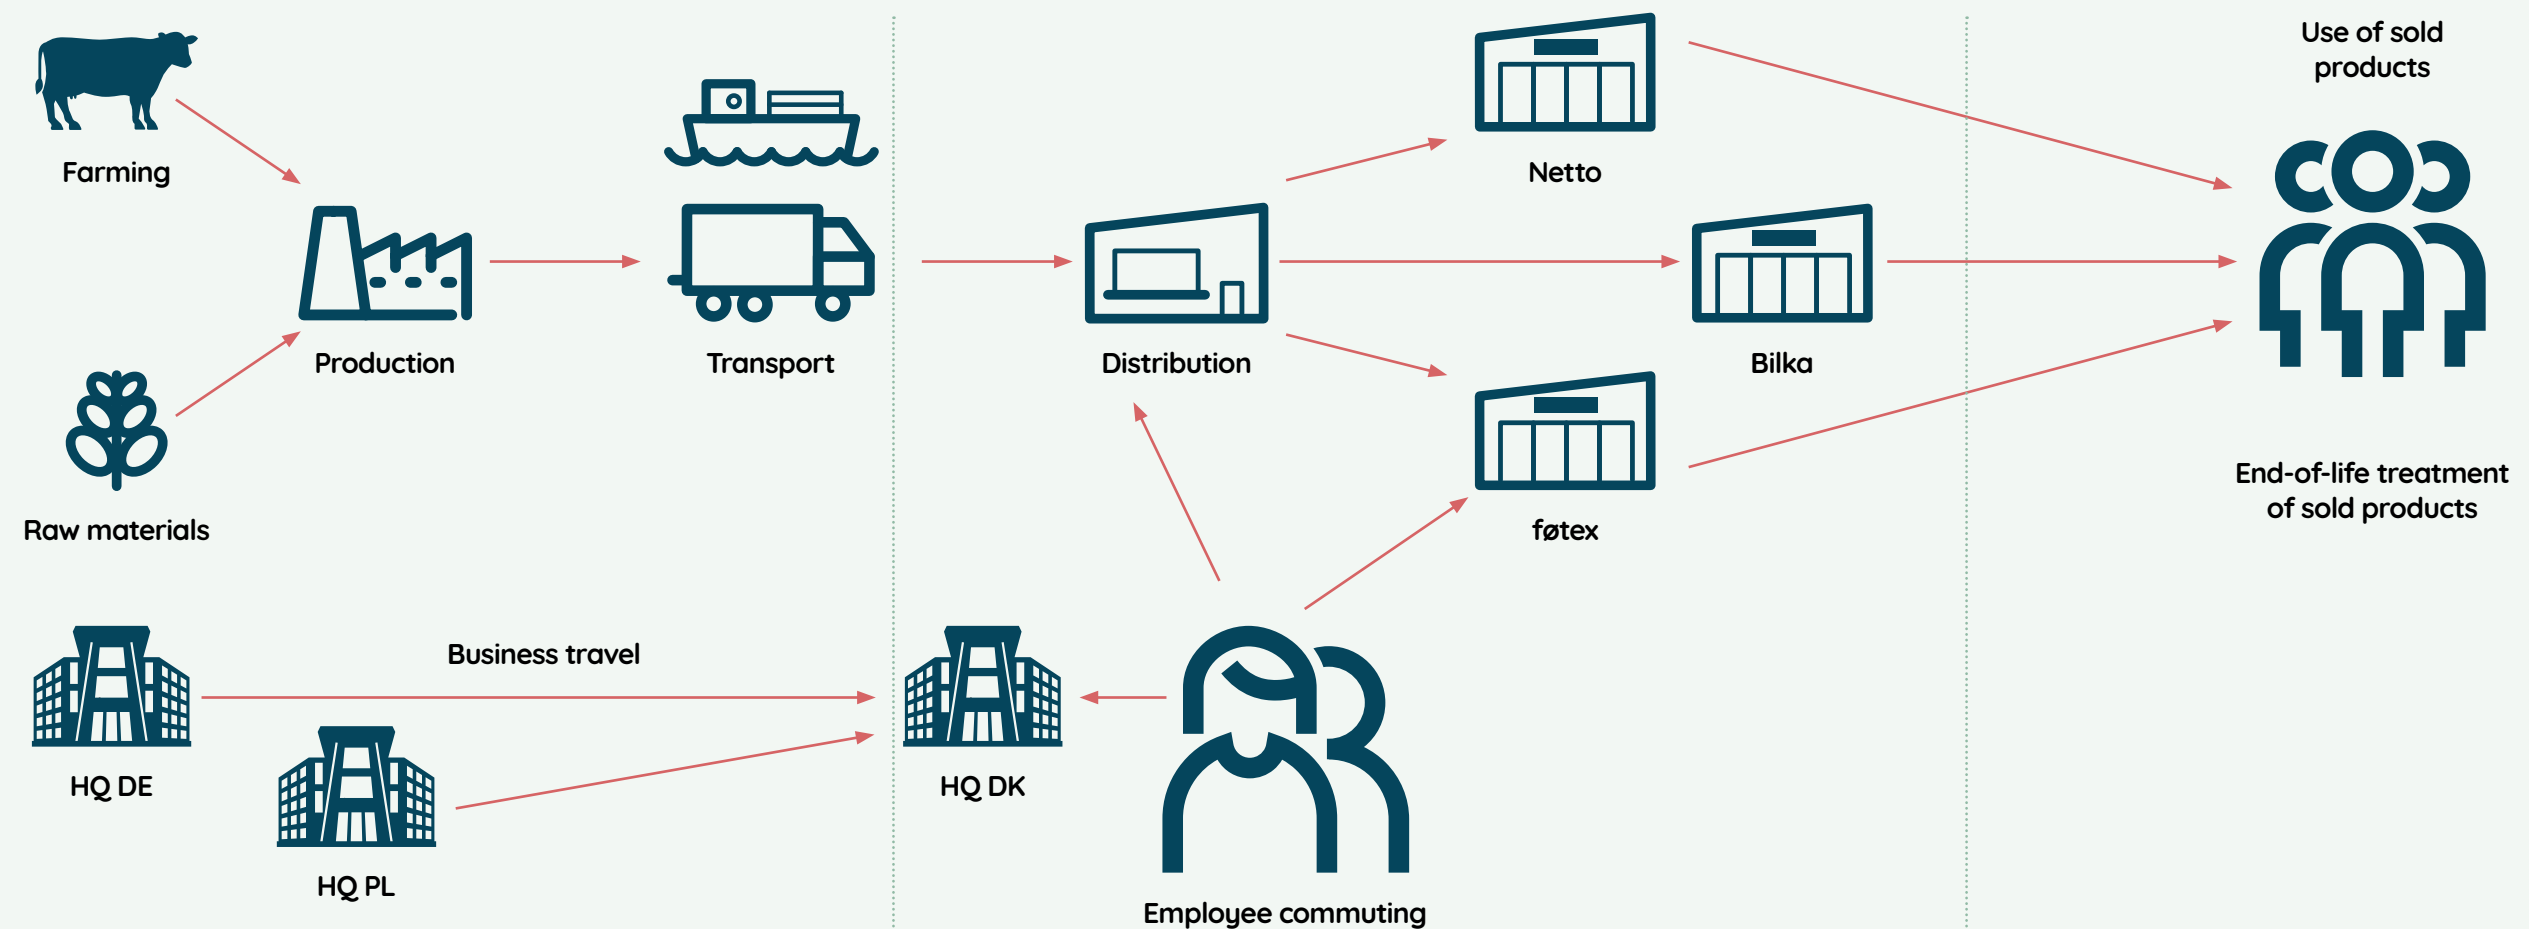 Use of sold
products
Farming
Netto
Production
Transport
Distribution
Bilka
End-of-life treatment
of sold products
Raw materials
føtex
Business travel
HQ DE
HQ DK
HQ PL
Employee commuting